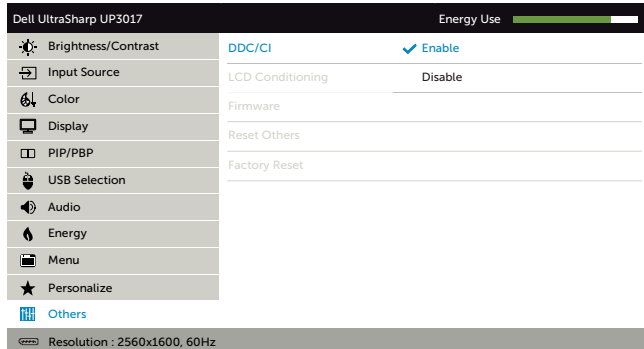 Dell UltraSharp UP3017 Energy Use
Brightness/Contrast DDC/CI Enable
Input Source LCD Conditioning Disable
Color Firmware
Display Reset Others
PIP/PBP Factory Reset
USB Selection
Audio
Energy
Menu
Personalize
Others
Resolution : 2560x1600, 60Hz